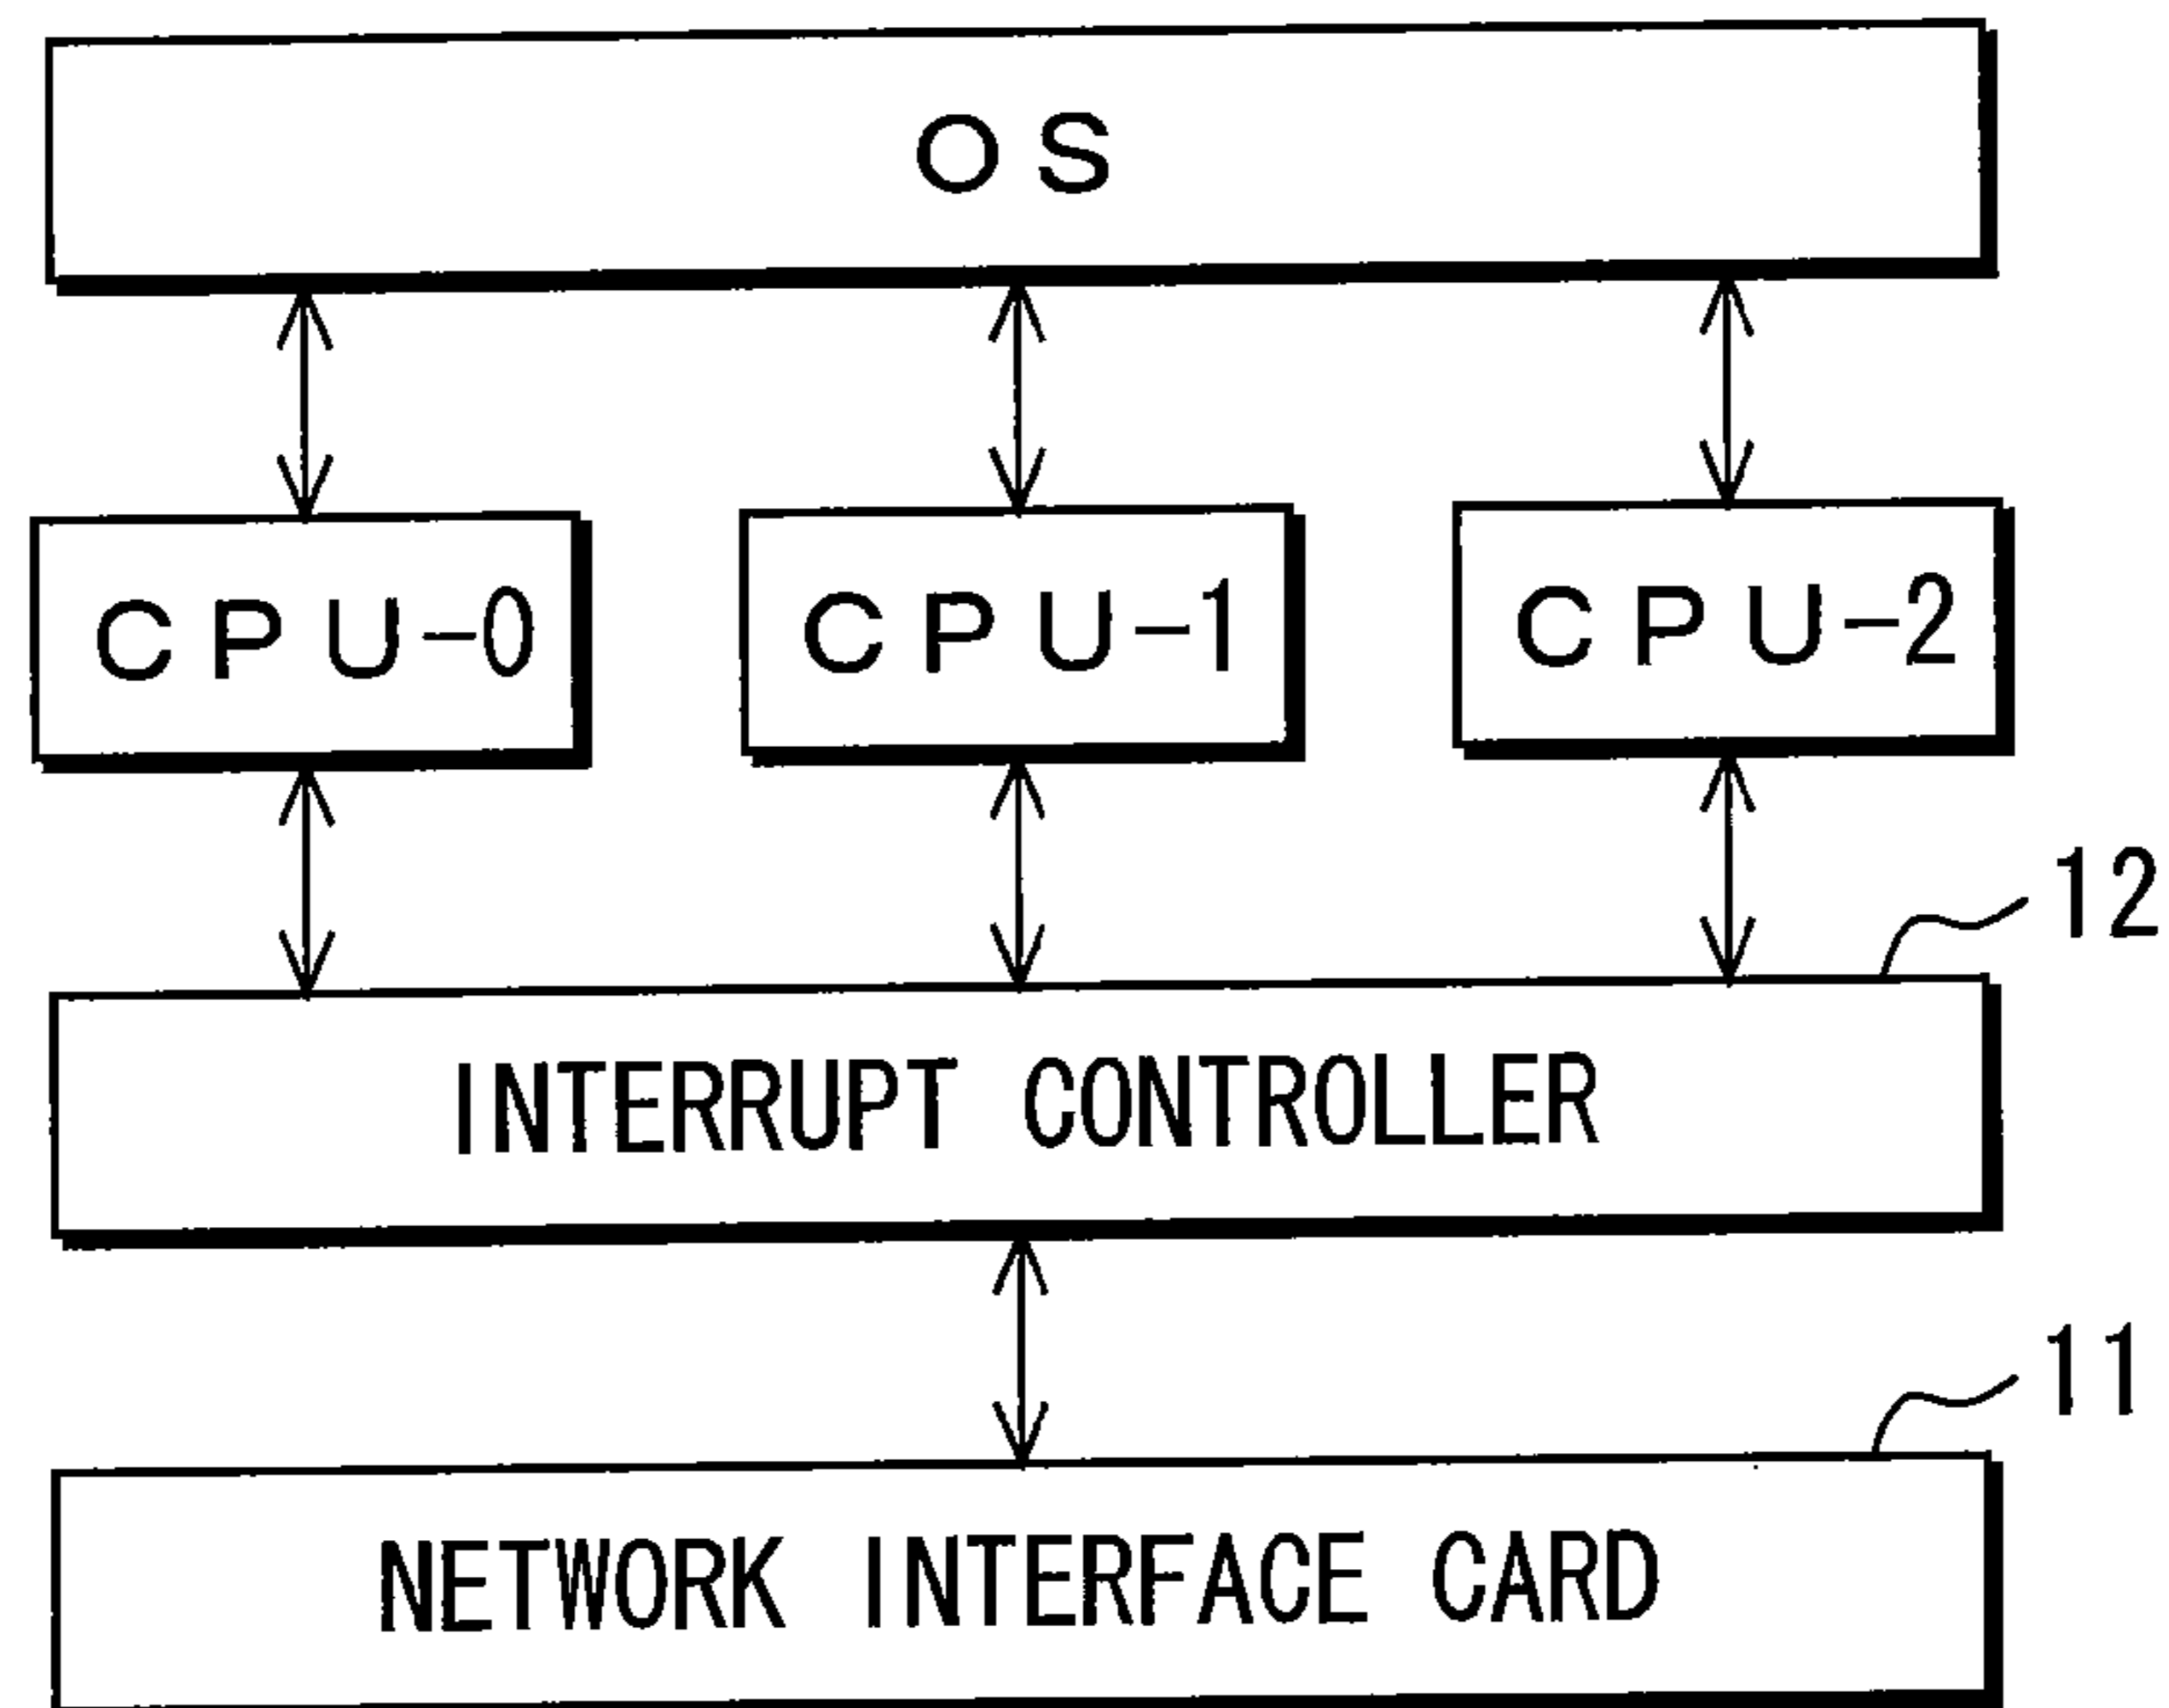 OS
CPU-0 CPU-1 CPU-2
12
INTERRUPT CONTROLLER
11
NETWORK INTERFACE CARD